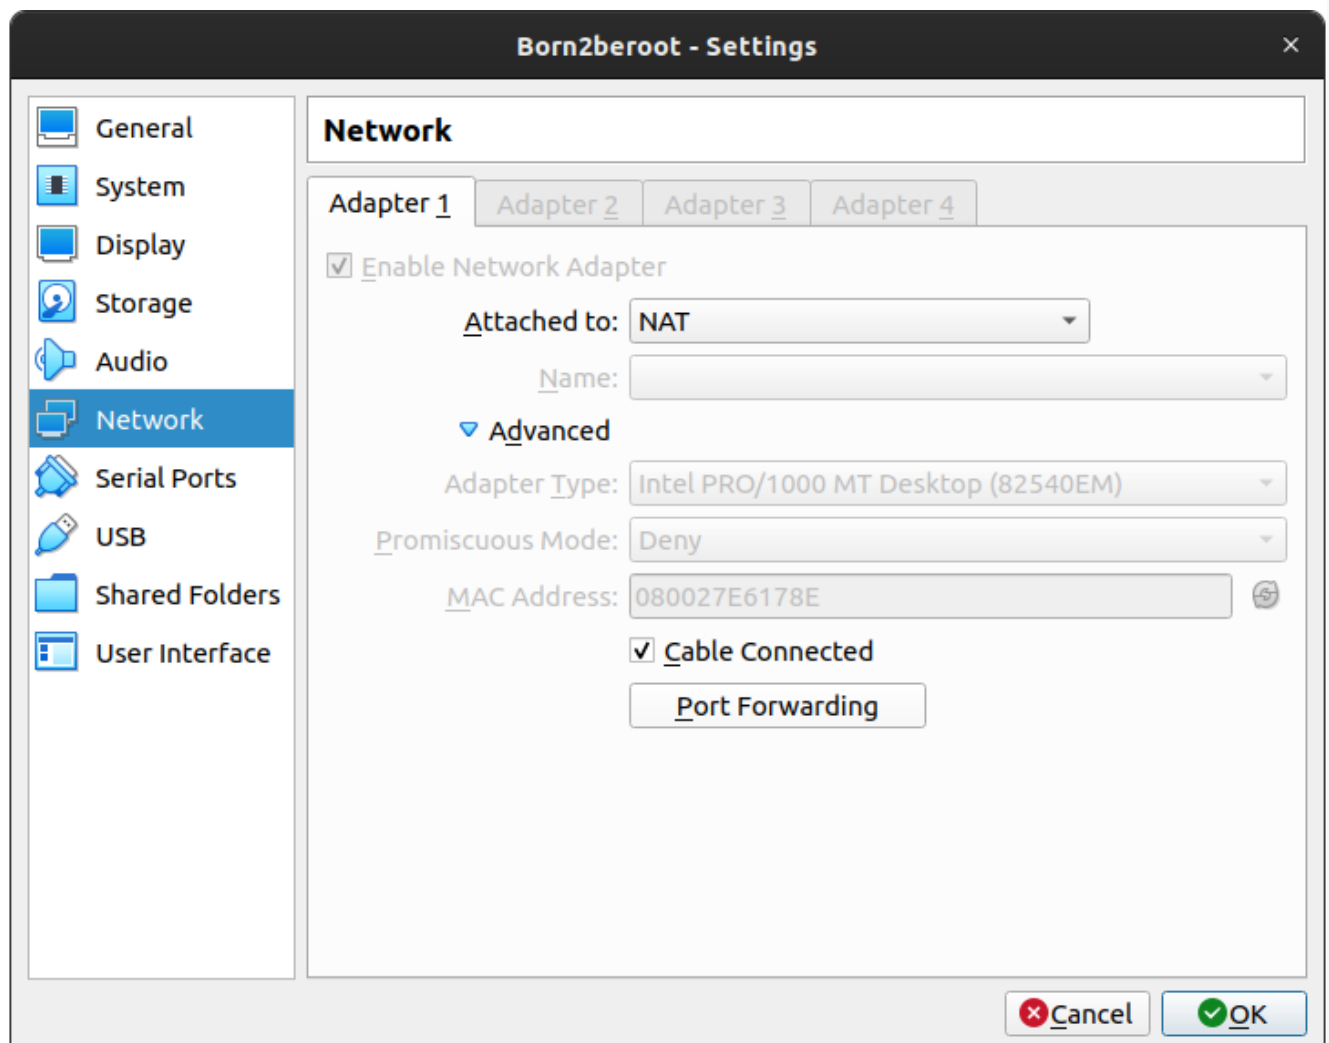 Born2beroot - Settings
General
System
Display
Storage
Audio
Network
Serial Ports
USB
Shared Folders
User Interface
Network
Adapter 1
Adapter 2
Adapter 3
Adapter 4
Enable Network Adapter
Attached to: NAT
Name:
Advanced
Adapter Type: Intel PRO/1000 MT Desktop (82540EM)
Promiscuous Mode: Deny
MAC Address: 080027E6178E
Cable Connected
Port Forwarding
Cancel
OK